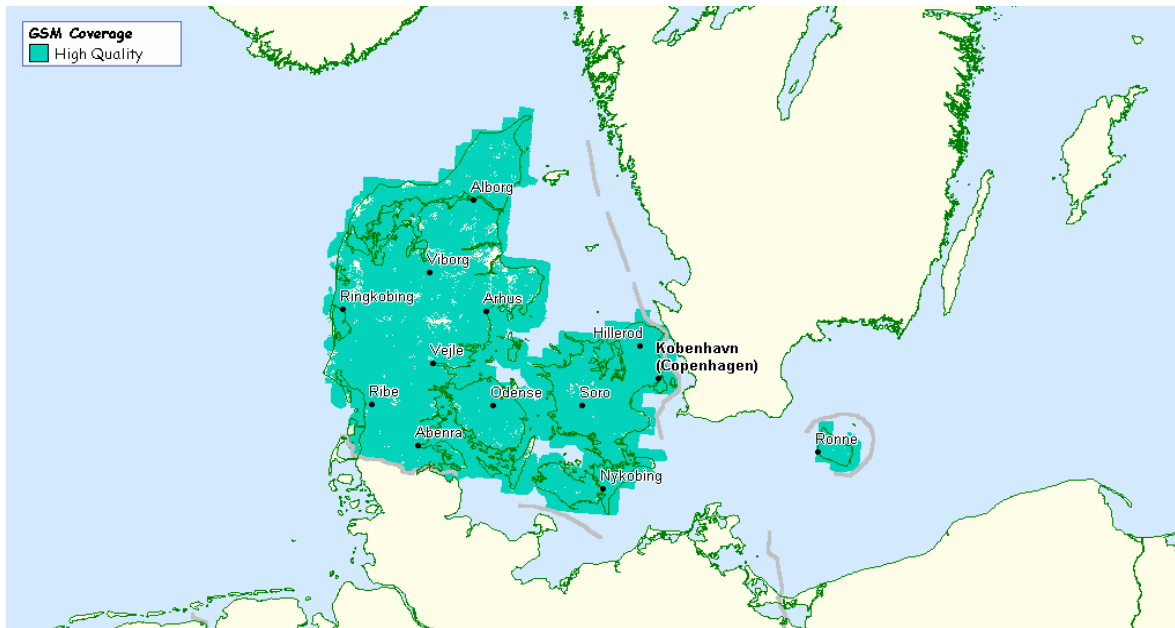 GSM Coverage
High Quality
Alborg
Viborg
Ringkobing
Arhus
Hillerod
Kobenhavn
(Copenhagen)
Vejle
Ribe
Odense
Soro
Abenra
Ronne
Nykobing